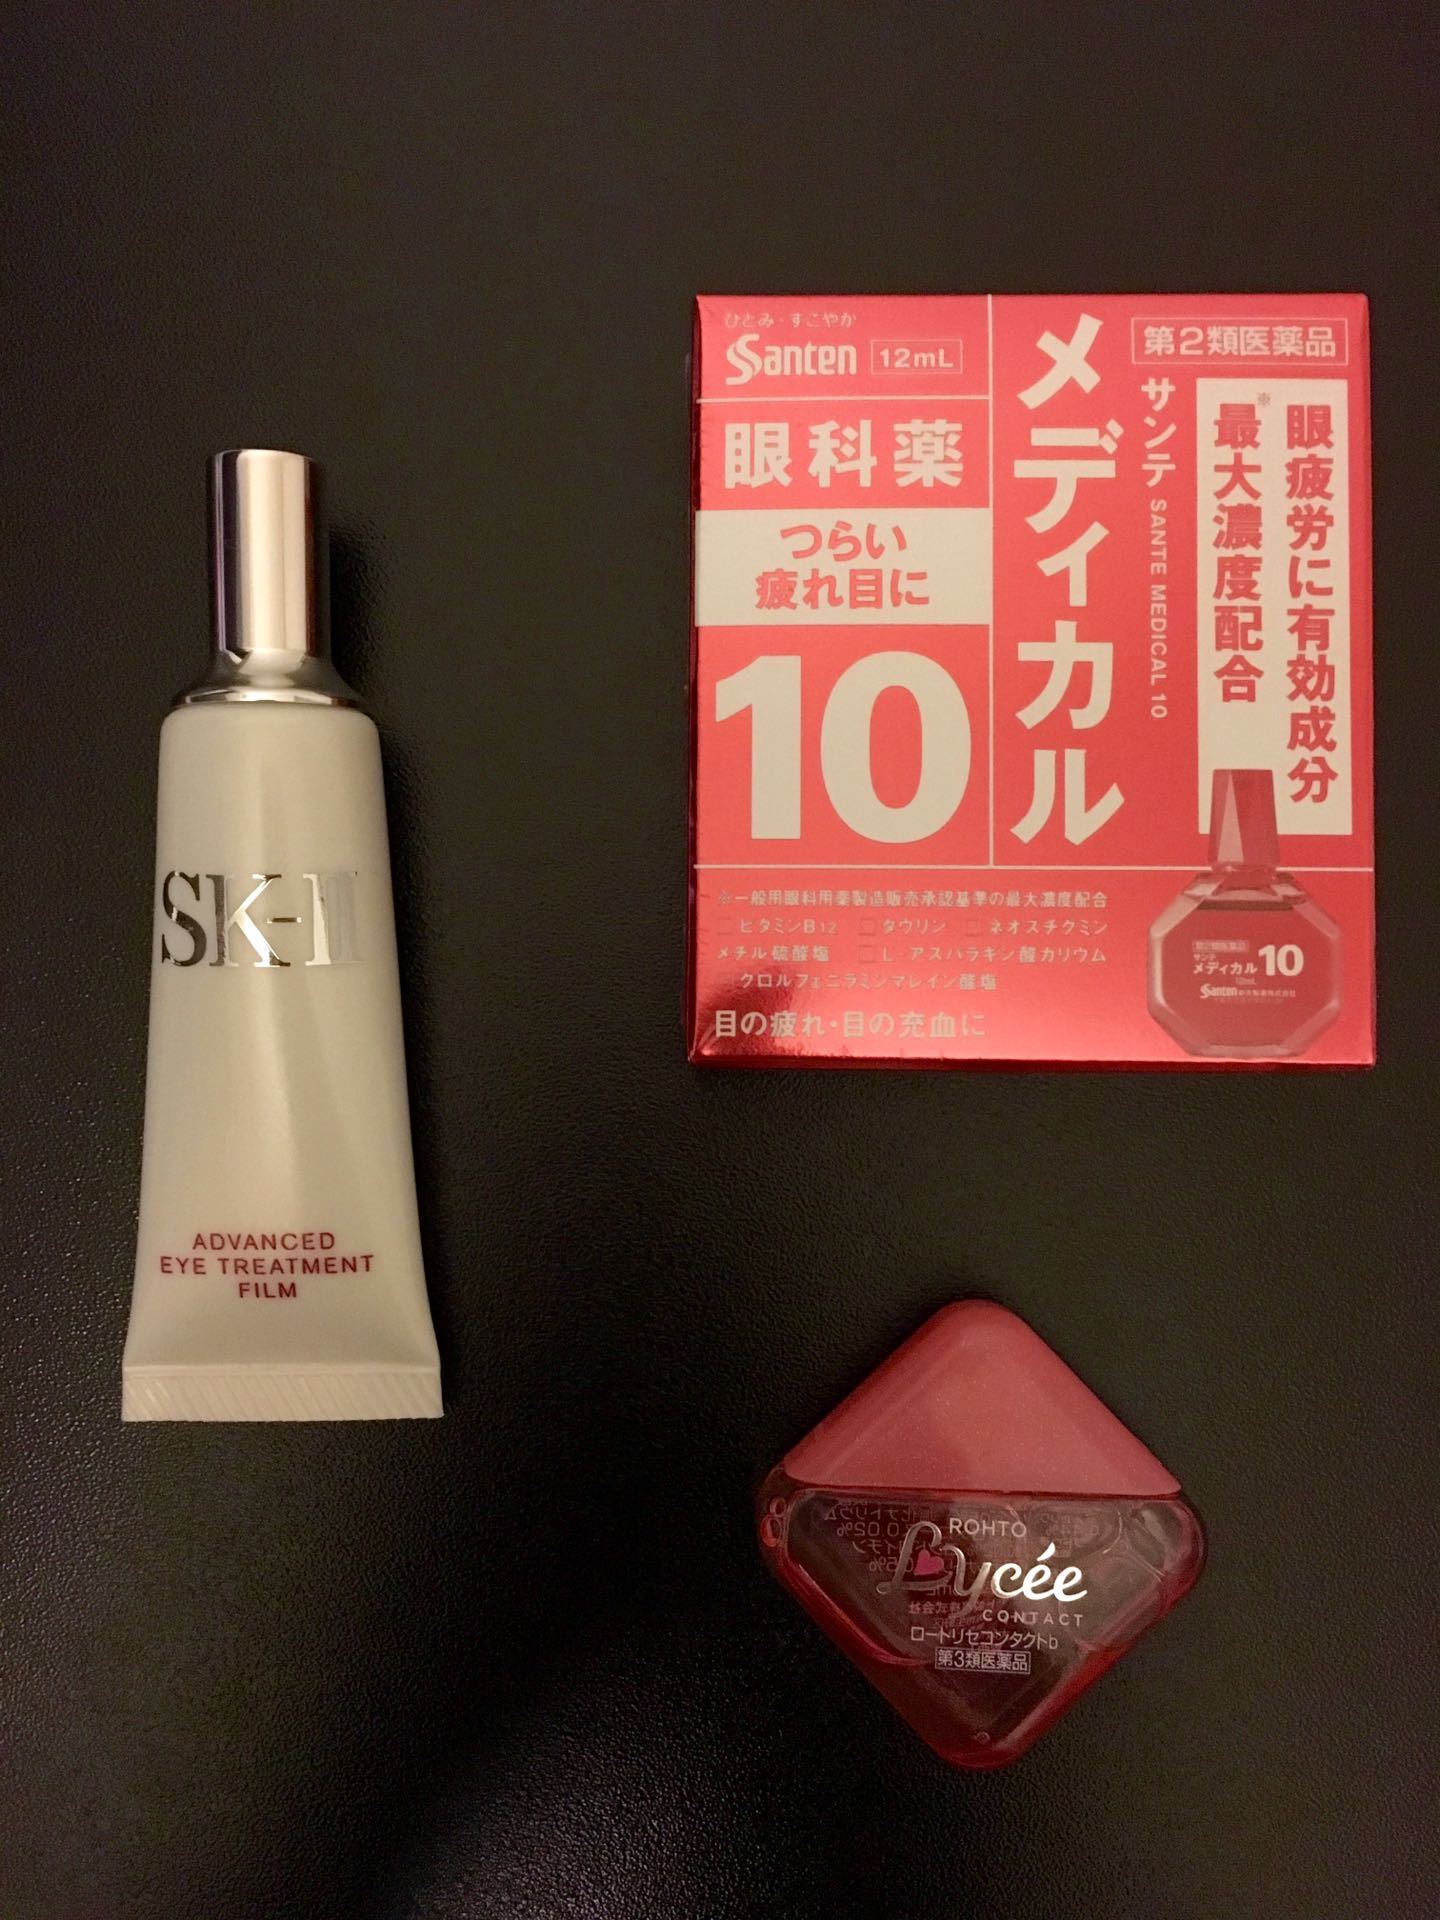 SK-II
ADVANCED
EYE TREATMENT
FILM
ひとみ・すこやか
Santen 12mL
眼科薬
つらい
疲れ目に
10
メディカル
第2類医薬品
サンテ SANTE MEDICAL 10
眼疲労に有効成分
※最大濃度配合
※一般用眼科用薬製造販売承認基準の最大濃度配合
□ビタミンB12 □タウリン □ネオスチグミン
メチル硫酸塩 □L-アスパラギン酸カリウム
□クロルフェニラミンマレイン酸塩
目の疲れ・目の充血に
第2類医薬品
サンテ
メディカル10
12mL
Santen
ROHTO
Lycée
CONTACT
ロートリセコンタクトb
第3類医薬品